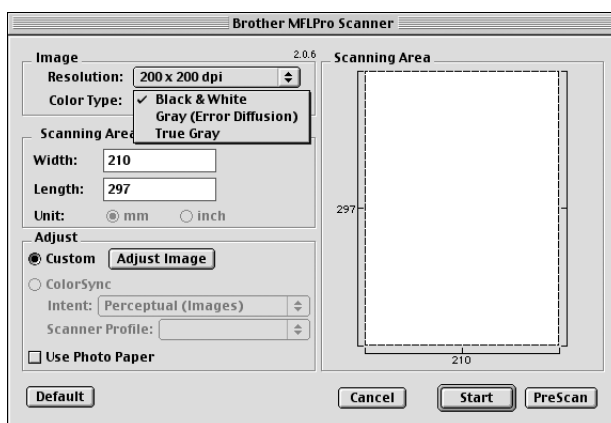 Brother MFLPro Scanner
Image
2.0.6
Resolution: 200 x 200 dpi
Color Type: ✓ Black & White
Gray (Error Diffusion)
True Gray
Scanning Area
Width: 210
Length: 297
Unit: mm inch
Adjust
Custom Adjust Image
ColorSync
Intent: Perceptual (Images)
Scanner Profile:
Use Photo Paper
Scanning Area
297
210
Default
Cancel Start PreScan